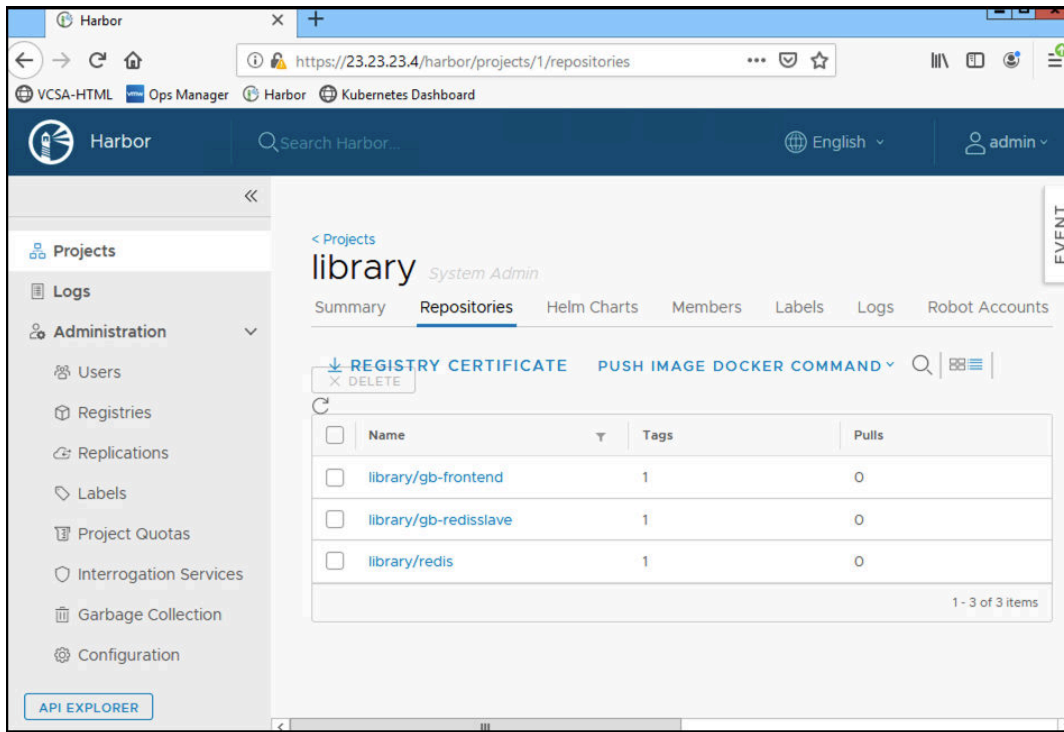 Harbor
https://23.23.23.4/harbor/projects/1/repositories
VCSA-HTML Ops Manager Harbor Kubernetes Dashboard
Harbor Search Harbor... English admin
EVENT
Projects
Logs
Administration
Users
Registries
Replications
Labels
Project Quotas
Interrogation Services
Garbage Collection
Configuration
API EXPLORER
< Projects
library System Admin
Summary Repositories Helm Charts Members Labels Logs Robot Accounts
REGISTRY CERTIFICATE PUSH IMAGE DOCKER COMMAND
DELETE
Name Tags Pulls
library/gb-frontend 1 0
library/gb-redisslave 1 0
library/redis 1 0
1 - 3 of 3 items